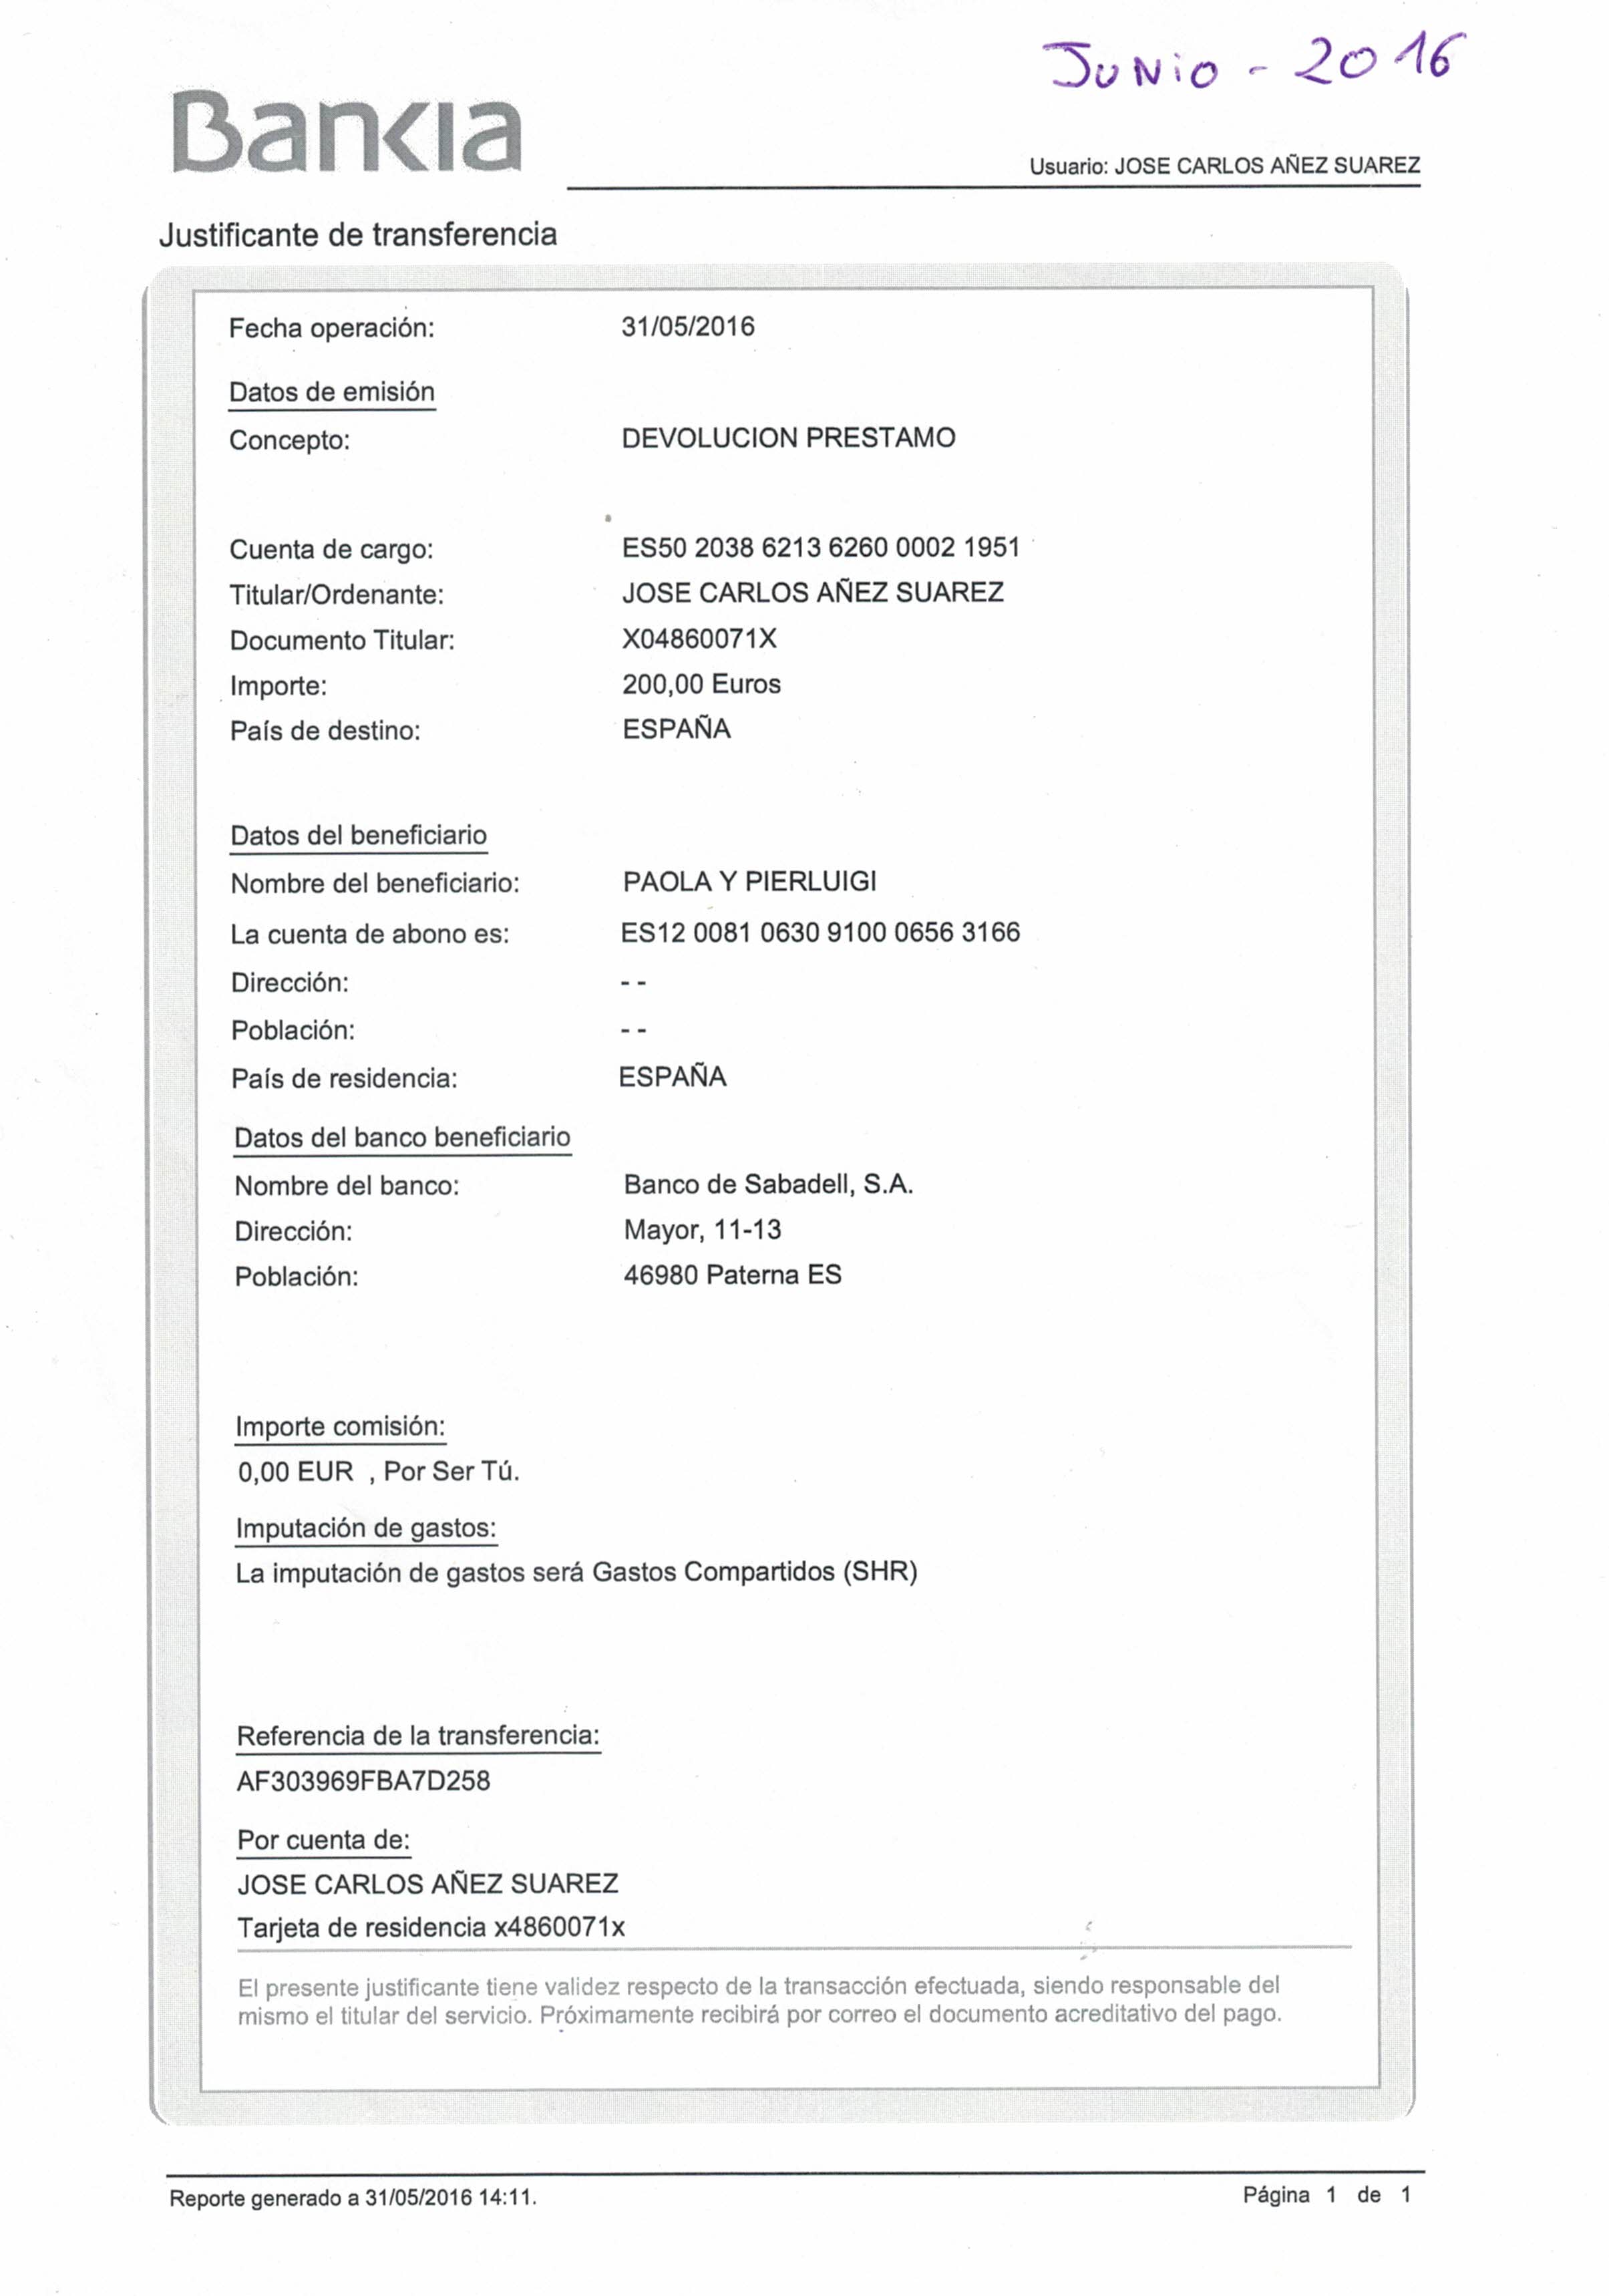 JUNiO - 2016
Bankia
Usuario: JOSE CARLOS AÑEZ SUAREZ
Justificante de transferencia
Fecha operación: 31/05/2016
Datos de emisión
Concepto: DEVOLUCION PRESTAMO
Cuenta de cargo: ES50 2038 6213 6260 0002 1951
Titular/Ordenante: JOSE CARLOS AÑEZ SUAREZ
Documento Titular: X04860071X
Importe: 200,00 Euros
País de destino: ESPAÑA
Datos del beneficiario
Nombre del beneficiario: PAOLA Y PIERLUIGI
La cuenta de abono es: ES12 0081 0630 9100 0656 3166
Dirección: - -
Población: - -
País de residencia: ESPAÑA
Datos del banco beneficiario
Nombre del banco: Banco de Sabadell, S.A.
Dirección: Mayor, 11-13
Población: 46980 Paterna ES
Importe comisión:
0,00 EUR , Por Ser Tú.
Imputación de gastos:
La imputación de gastos será Gastos Compartidos (SHR)
Referencia de la transferencia:
AF303969FBA7D258
Por cuenta de:
JOSE CARLOS AÑEZ SUAREZ
Tarjeta de residencia x4860071x
El presente justificante tiene validez respecto de la transacción efectuada, siendo responsable del
mismo el titular del servicio. Próximamente recibirá por correo el documento acreditativo del pago.
Reporte generado a 31/05/2016 14:11.
Página 1 de 1